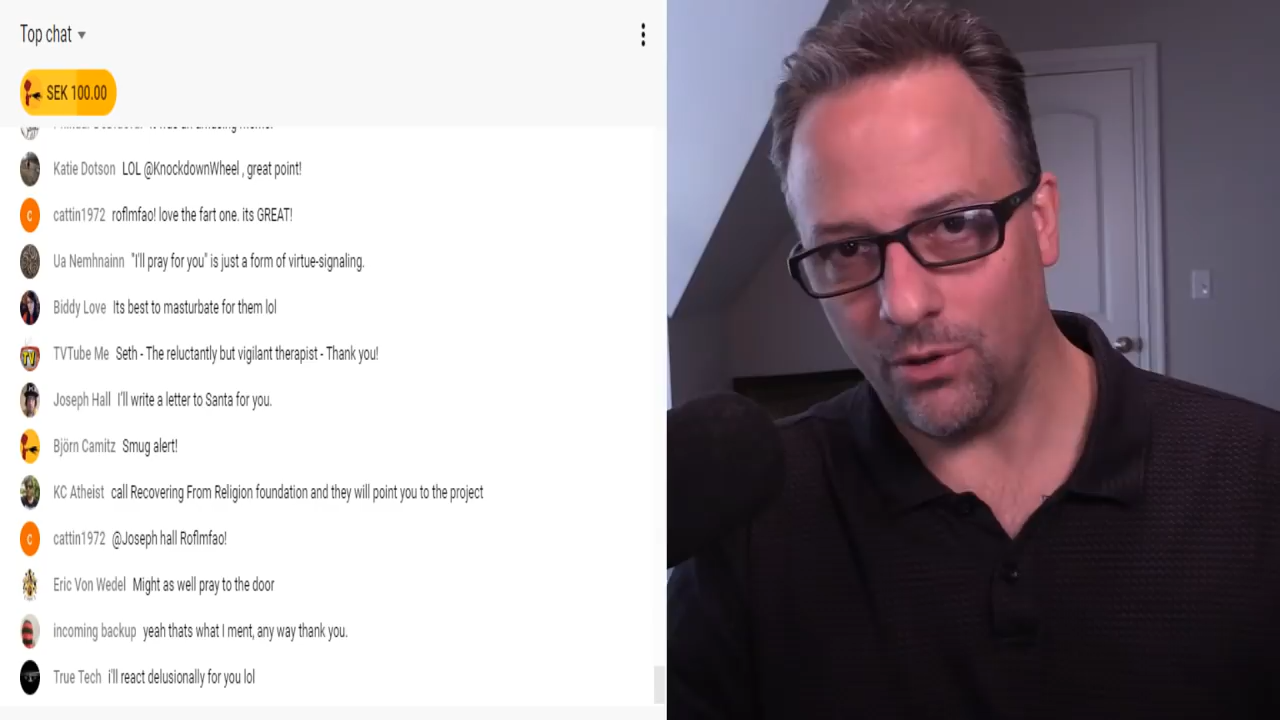 Top chat
SEK 100.00
Katie Dotson LOL @KnockdownWheel , great point!
cattin1972 roflmfao! love the fart one. its GREAT!
Ua Nemhnainn "I'll pray for you" is just a form of virtue-signaling.
Biddy Love Its best to masturbate for them lol
TVTube Me Seth - The reluctantly but vigilant therapist - Thank you!
Joseph Hall I'll write a letter to Santa for you.
Björn Camitz Smug alert!
KC Atheist call Recovering From Religion foundation and they will point you to the project
cattin1972 @Joseph hall Roflmfao!
Eric Von Wedel Might as well pray to the door
incoming backup yeah thats what I ment, any way thank you.
True Tech i'll react delusionally for you lol